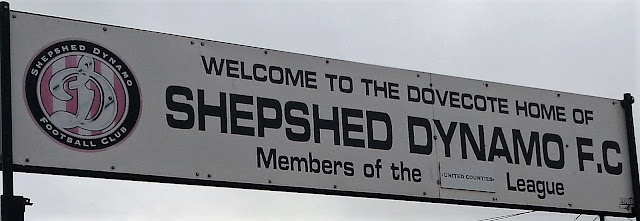 SHEPSHED DYNAMO
FOOTBALL CLUB
WELCOME TO THE DOVECOTE HOME OF
SHEPSHED DYNAMO F.C
Members of the UNITED COUNTIES League